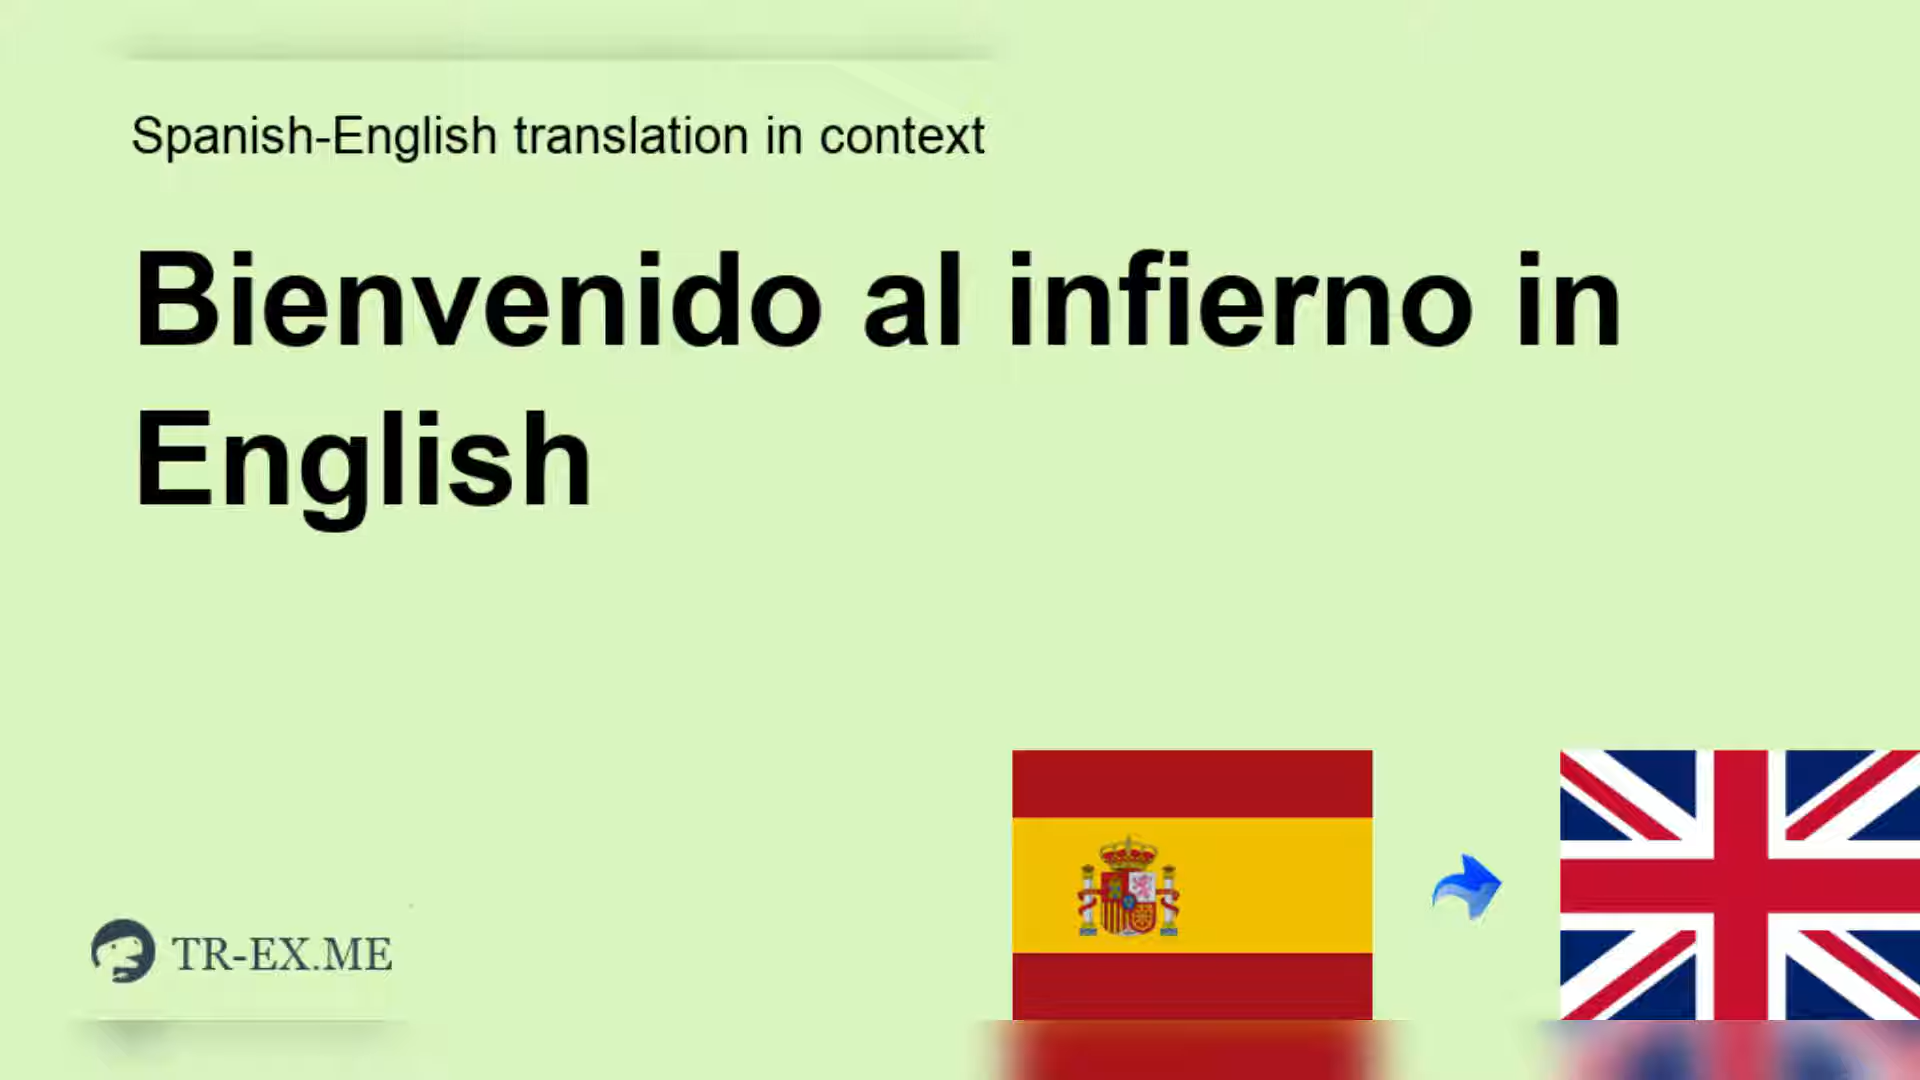 Spanish-English translation in context
Bienvenido al infierno in
English
TR-EX.ME